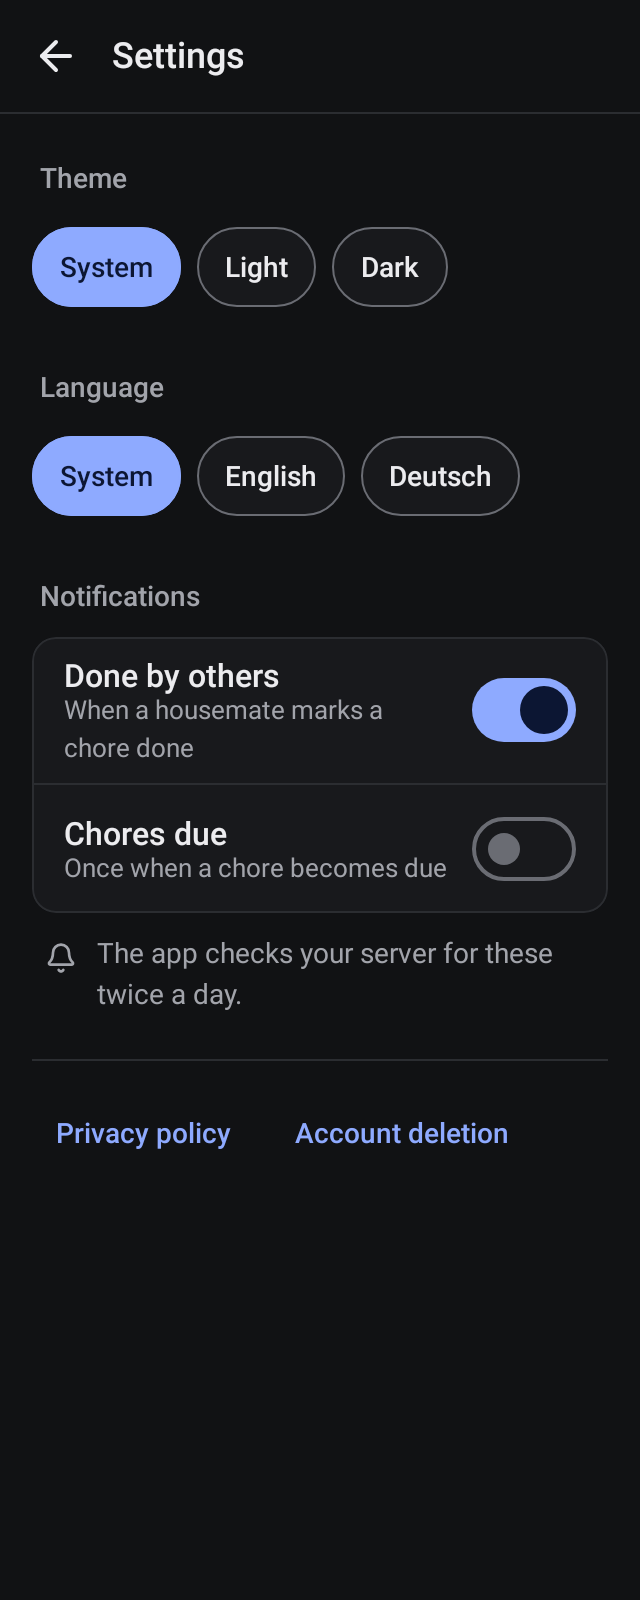 Settings
Theme
System Light Dark
Language
System English Deutsch
Notifications
Done by others
When a housemate marks a
chore done
Chores due
Once when a chore becomes due
The app checks your server for these
twice a day.
Privacy policy Account deletion